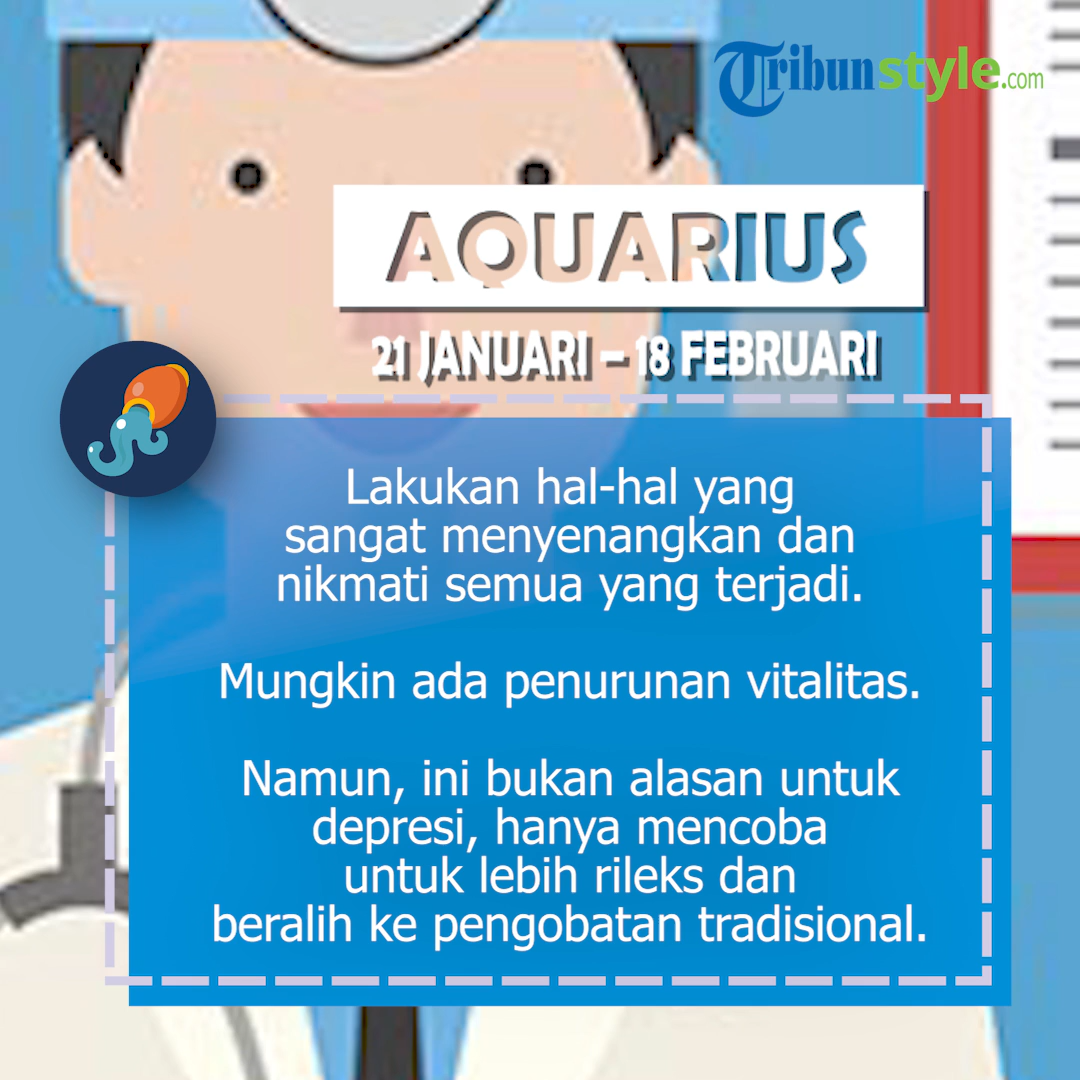 Tribunstyle.com
AQUARIUS
21 JANUARI – 18 FEBRUARI
Lakukan hal-hal yang
sangat menyenangkan dan
nikmati semua yang terjadi.
Mungkin ada penurunan vitalitas.
Namun, ini bukan alasan untuk
depresi, hanya mencoba
untuk lebih rileks dan
beralih ke pengobatan tradisional.